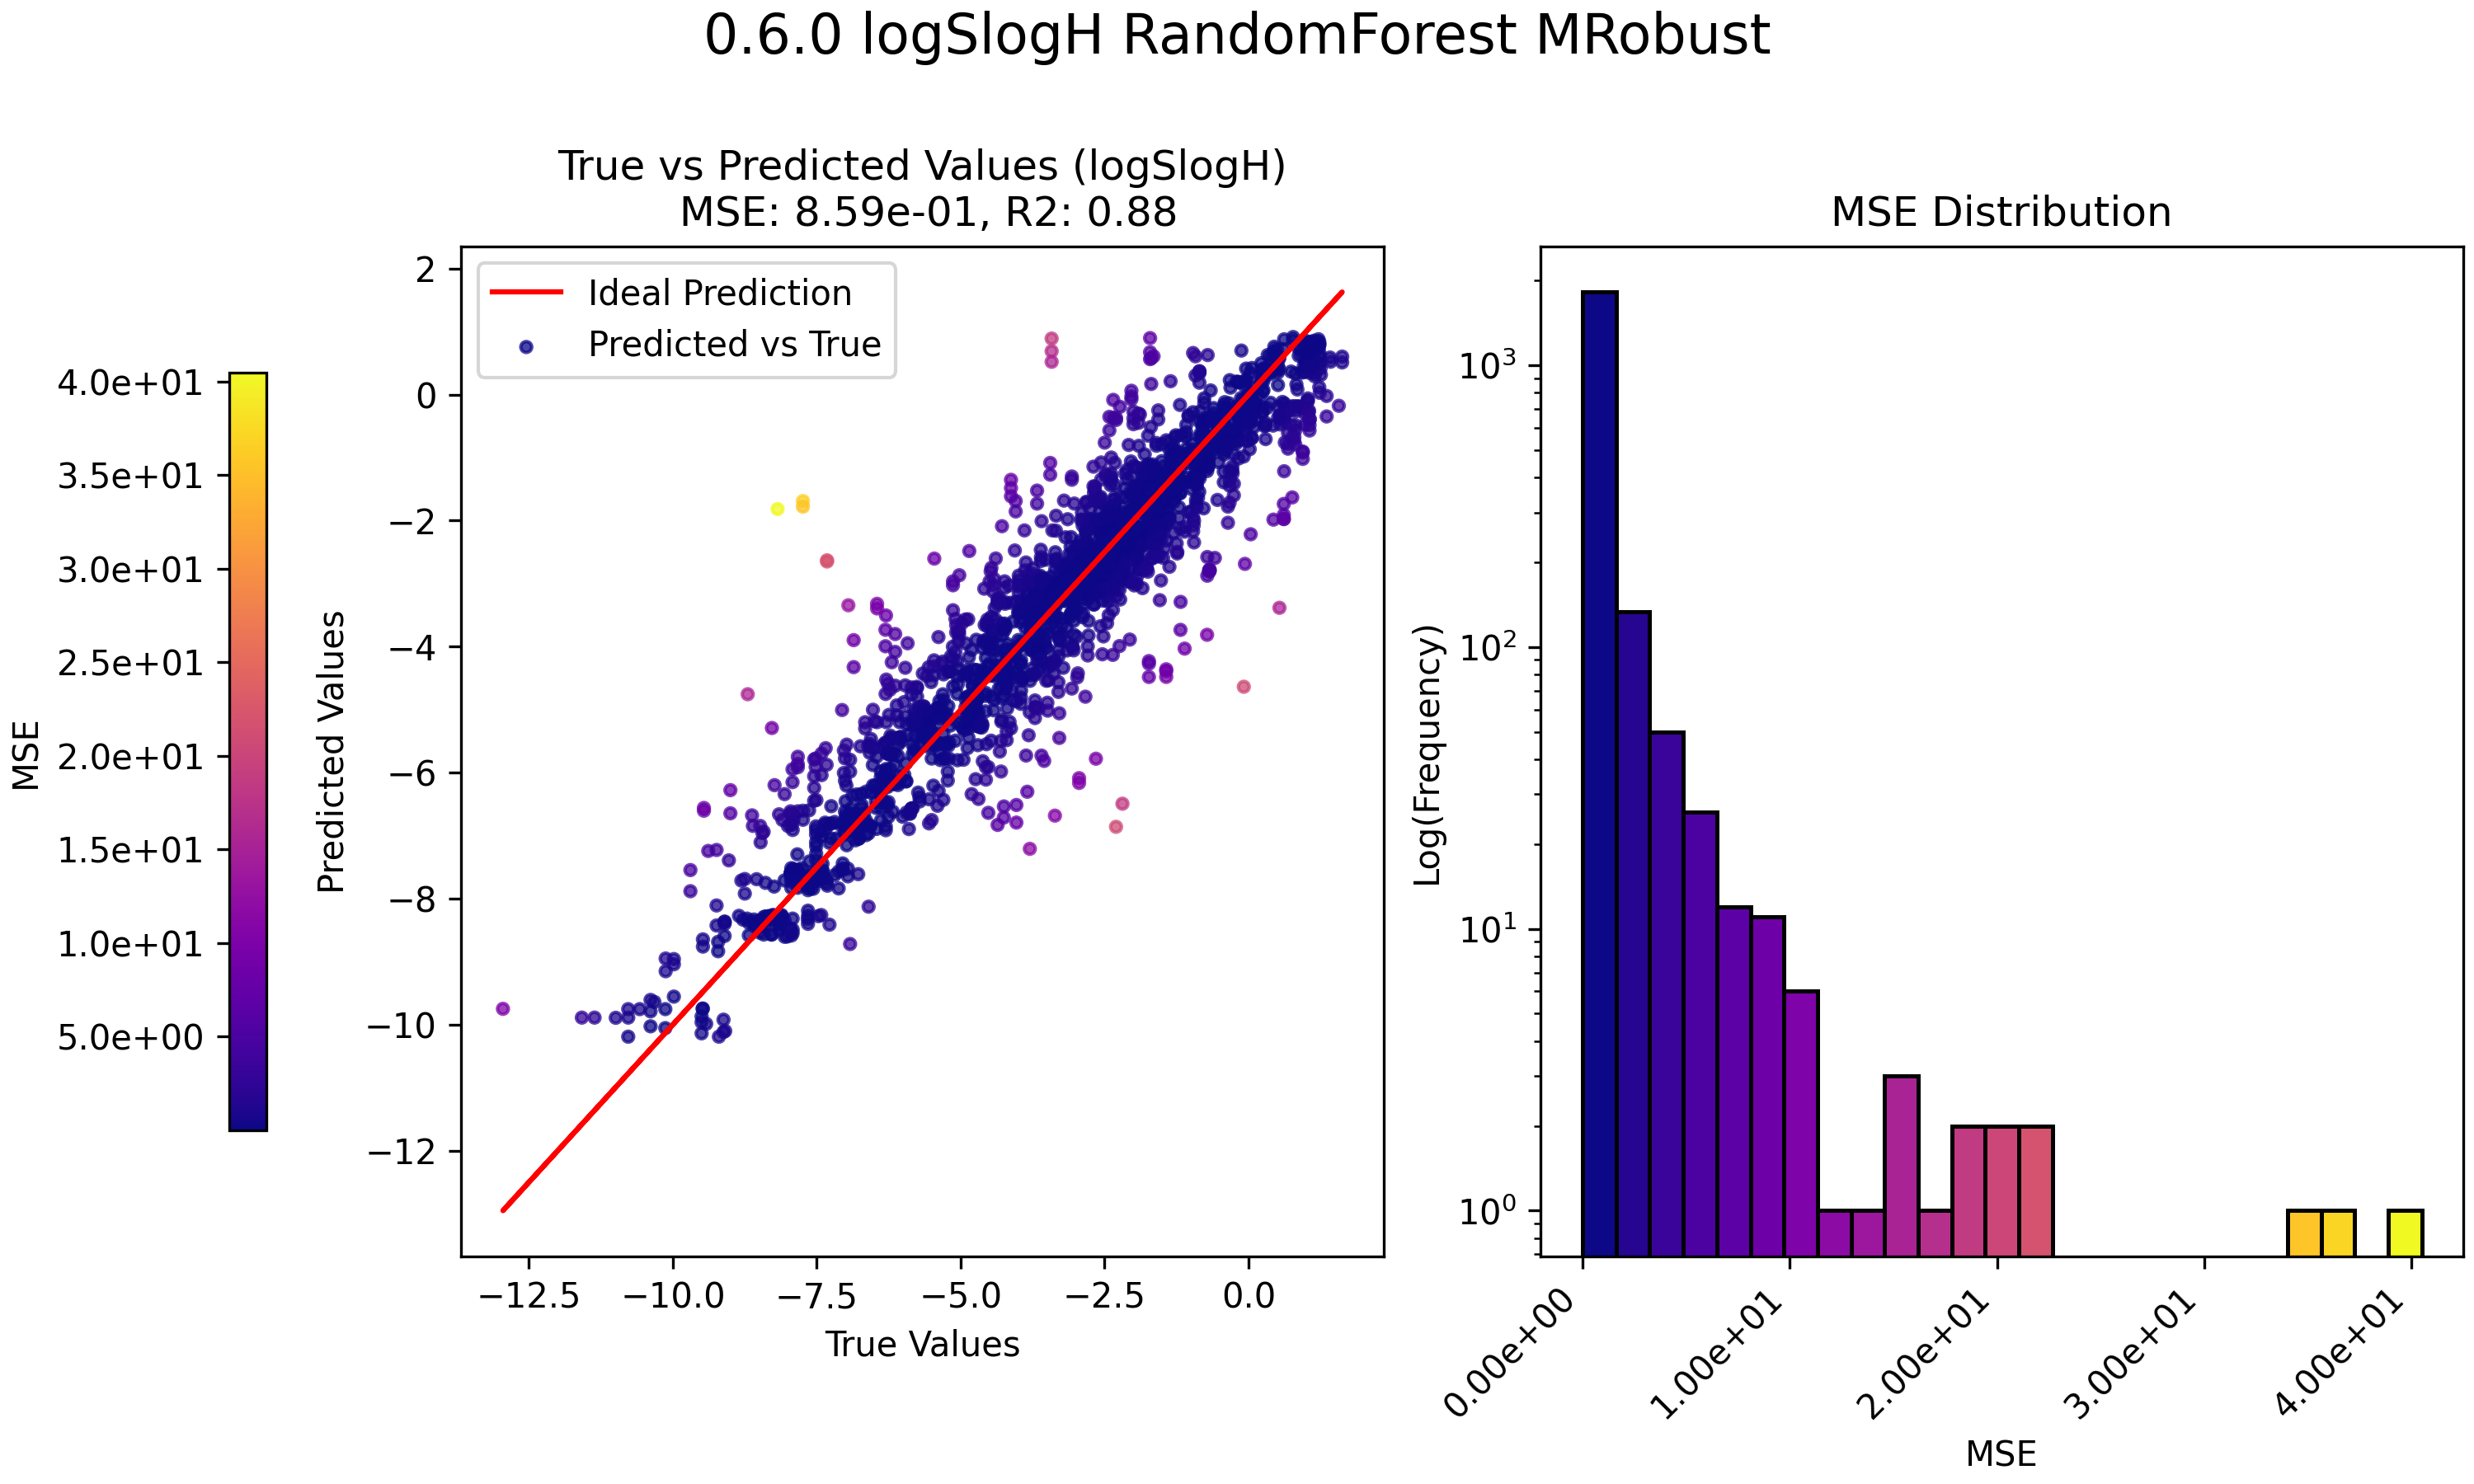 0.6.0 logSlogH RandomForest MRobust
True vs Predicted Values (logSlogH)
MSE: 8.59e-01, R2: 0.88
MSE Distribution
Ideal Prediction
Predicted vs True
MSE
4.0e+01
3.5e+01
3.0e+01
2.5e+01
2.0e+01
1.5e+01
1.0e+01
5.0e+00
Predicted Values
2
0
−2
−4
−6
−8
−10
−12
−12.5
−10.0
−7.5
−5.0
−2.5
0.0
True Values
Log(Frequency)
10³
10²
10¹
10⁰
0.00e+00
1.00e+01
2.00e+01
3.00e+01
4.00e+01
MSE